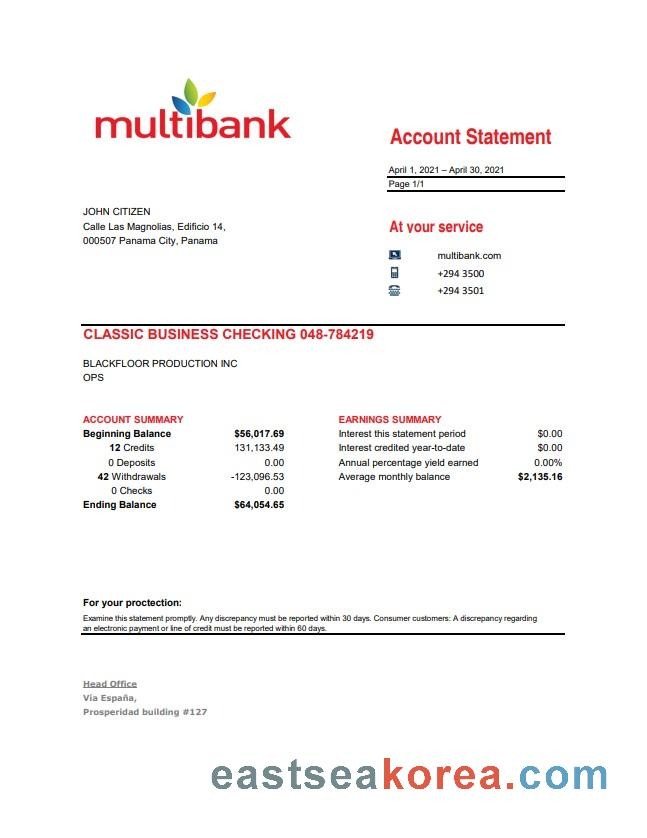 multibank
Account Statement
April 1, 2021 – April 30, 2021
Page 1/1
JOHN CITIZEN
Calle Las Magnolias, Edificio 14,
000507 Panama City, Panama
At your service
multibank.com
+294 3500
+294 3501
CLASSIC BUSINESS CHECKING 048-784219
BLACKFLOOR PRODUCTION INC
OPS
ACCOUNT SUMMARY
Beginning Balance $56,017.69
12 Credits 131,133.49
0 Deposits 0.00
42 Withdrawals -123,096.53
0 Checks 0.00
Ending Balance $64,054.65
EARNINGS SUMMARY
Interest this statement period $0.00
Interest credited year-to-date $0.00
Annual percentage yield earned 0.00%
Average monthly balance $2,135.16
For your proctection:
Examine this statement promptly. Any discrepancy must be reported within 30 days. Consumer customers: A discrepancy regarding
an electronic payment or line of credit must be reported within 60 days.
Head Office
Vía España,
Prosperidad building #127
eastseakorea.com